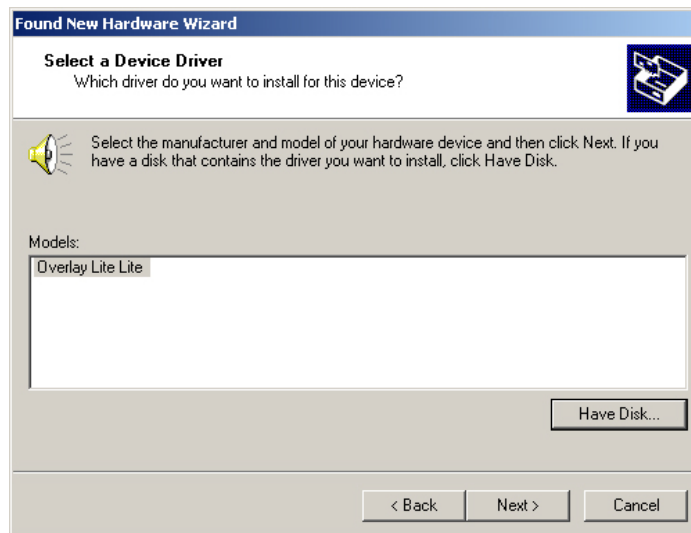 Found New Hardware Wizard
Select a Device Driver
Which driver do you want to install for this device?
Select the manufacturer and model of your hardware device and then click Next. If you
have a disk that contains the driver you want to install, click Have Disk.
Models:
Overlay Lite Lite
Have Disk...
< Back
Next >
Cancel